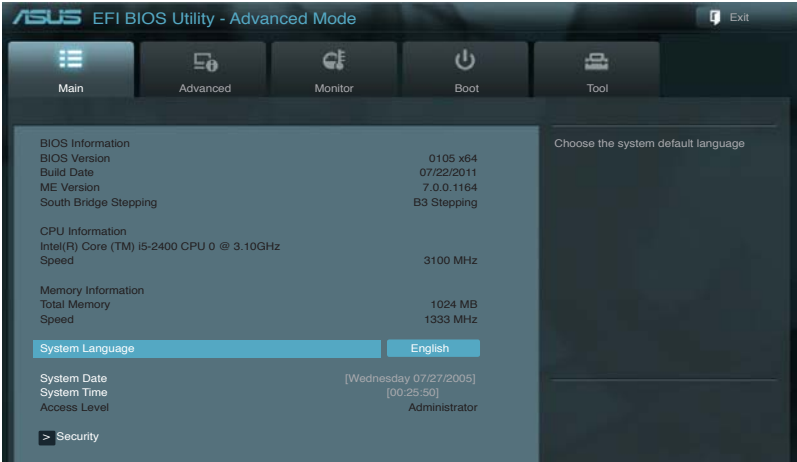 ASUS EFI BIOS Utility - Advanced Mode
Exit
Main Advanced Monitor Boot Tool
BIOS Information
BIOS Version 0105 x64
Build Date 07/22/2011
ME Version 7.0.0.1164
South Bridge Stepping B3 Stepping
CPU Information
Intel(R) Core (TM) i5-2400 CPU 0 @ 3.10GHz
Speed 3100 MHz
Memory Information
Total Memory 1024 MB
Speed 1333 MHz
System Language English
System Date [Wednesday 07/27/2005]
System Time [00:25:50]
Access Level Administrator
> Security
Choose the system default language